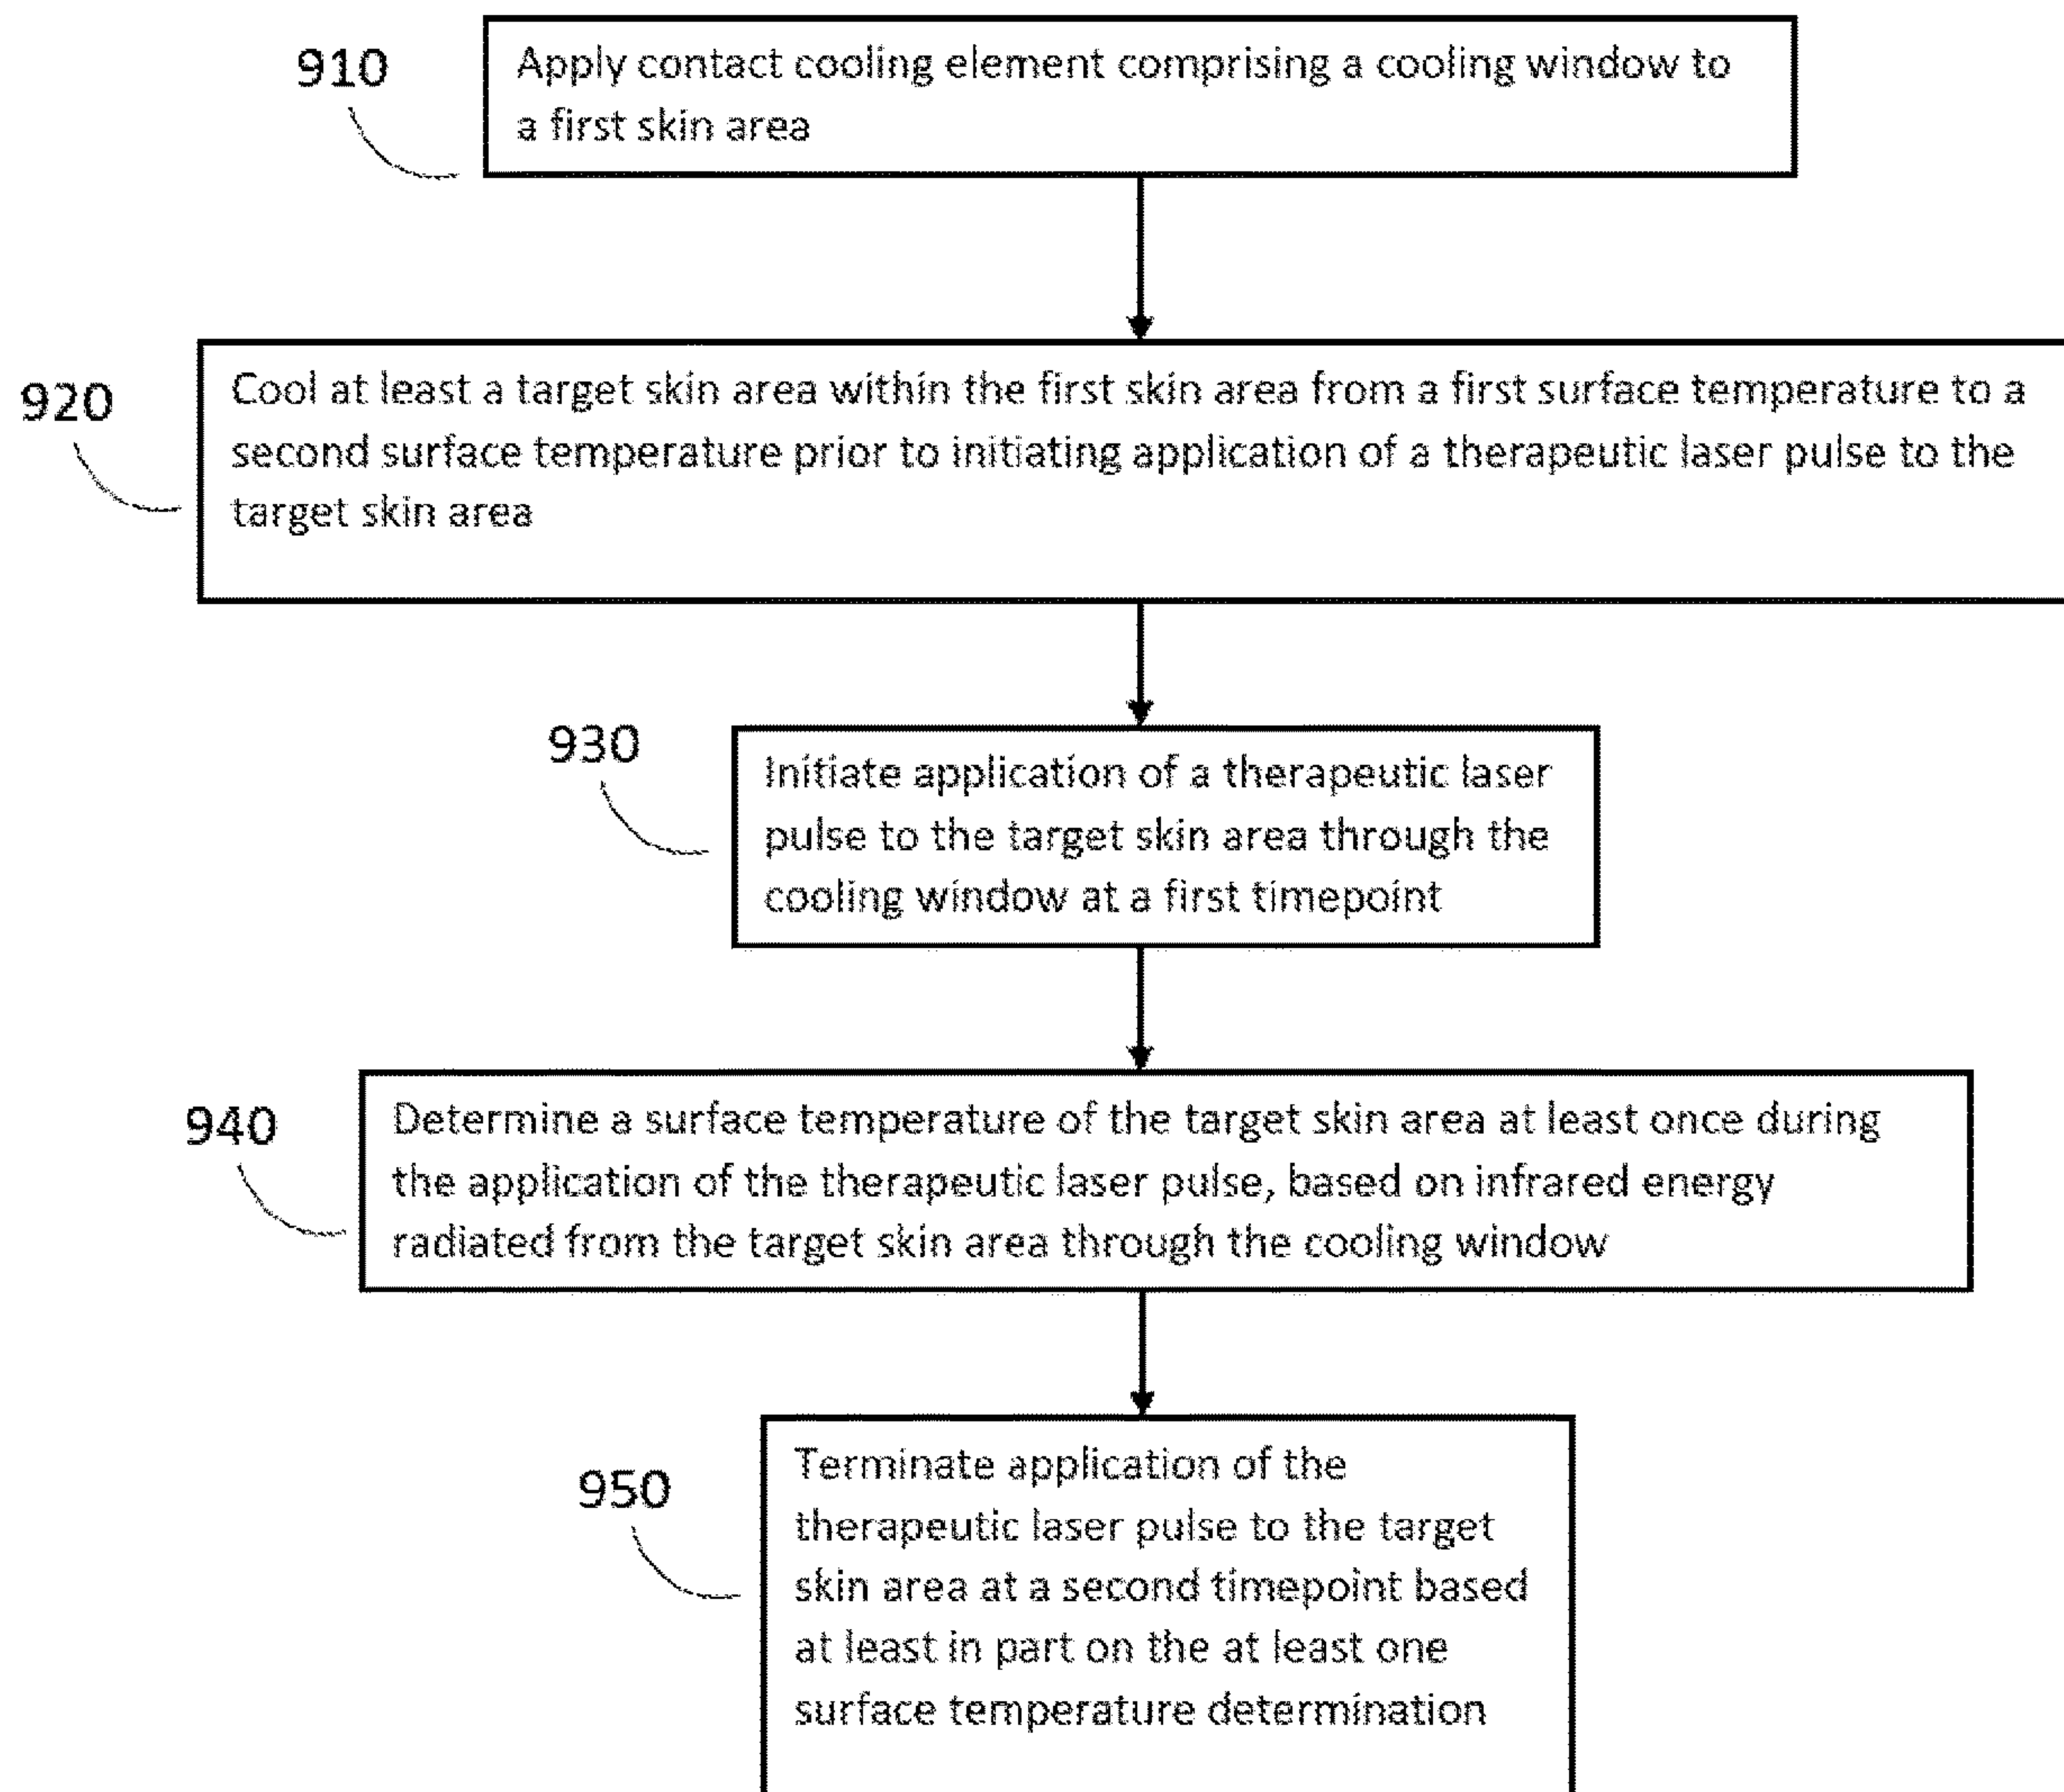 910
Apply contact cooling element comprising a cooling window to
a first skin area
920
Cool at least a target skin area within the first skin area from a first surface temperature to a
second surface temperature prior to initiating application of a therapeutic laser pulse to the
target skin area
930
Initiate application of a therapeutic laser
pulse to the target skin area through the
cooling window at a first timepoint
940
Determine a surface temperature of the target skin area at least once during
the application of the therapeutic laser pulse, based on infrared energy
radiated from the target skin area through the cooling window
950
Terminate application of the
therapeutic laser pulse to the target
skin area at a second timepoint based
at least in part on the at least one
surface temperature determination